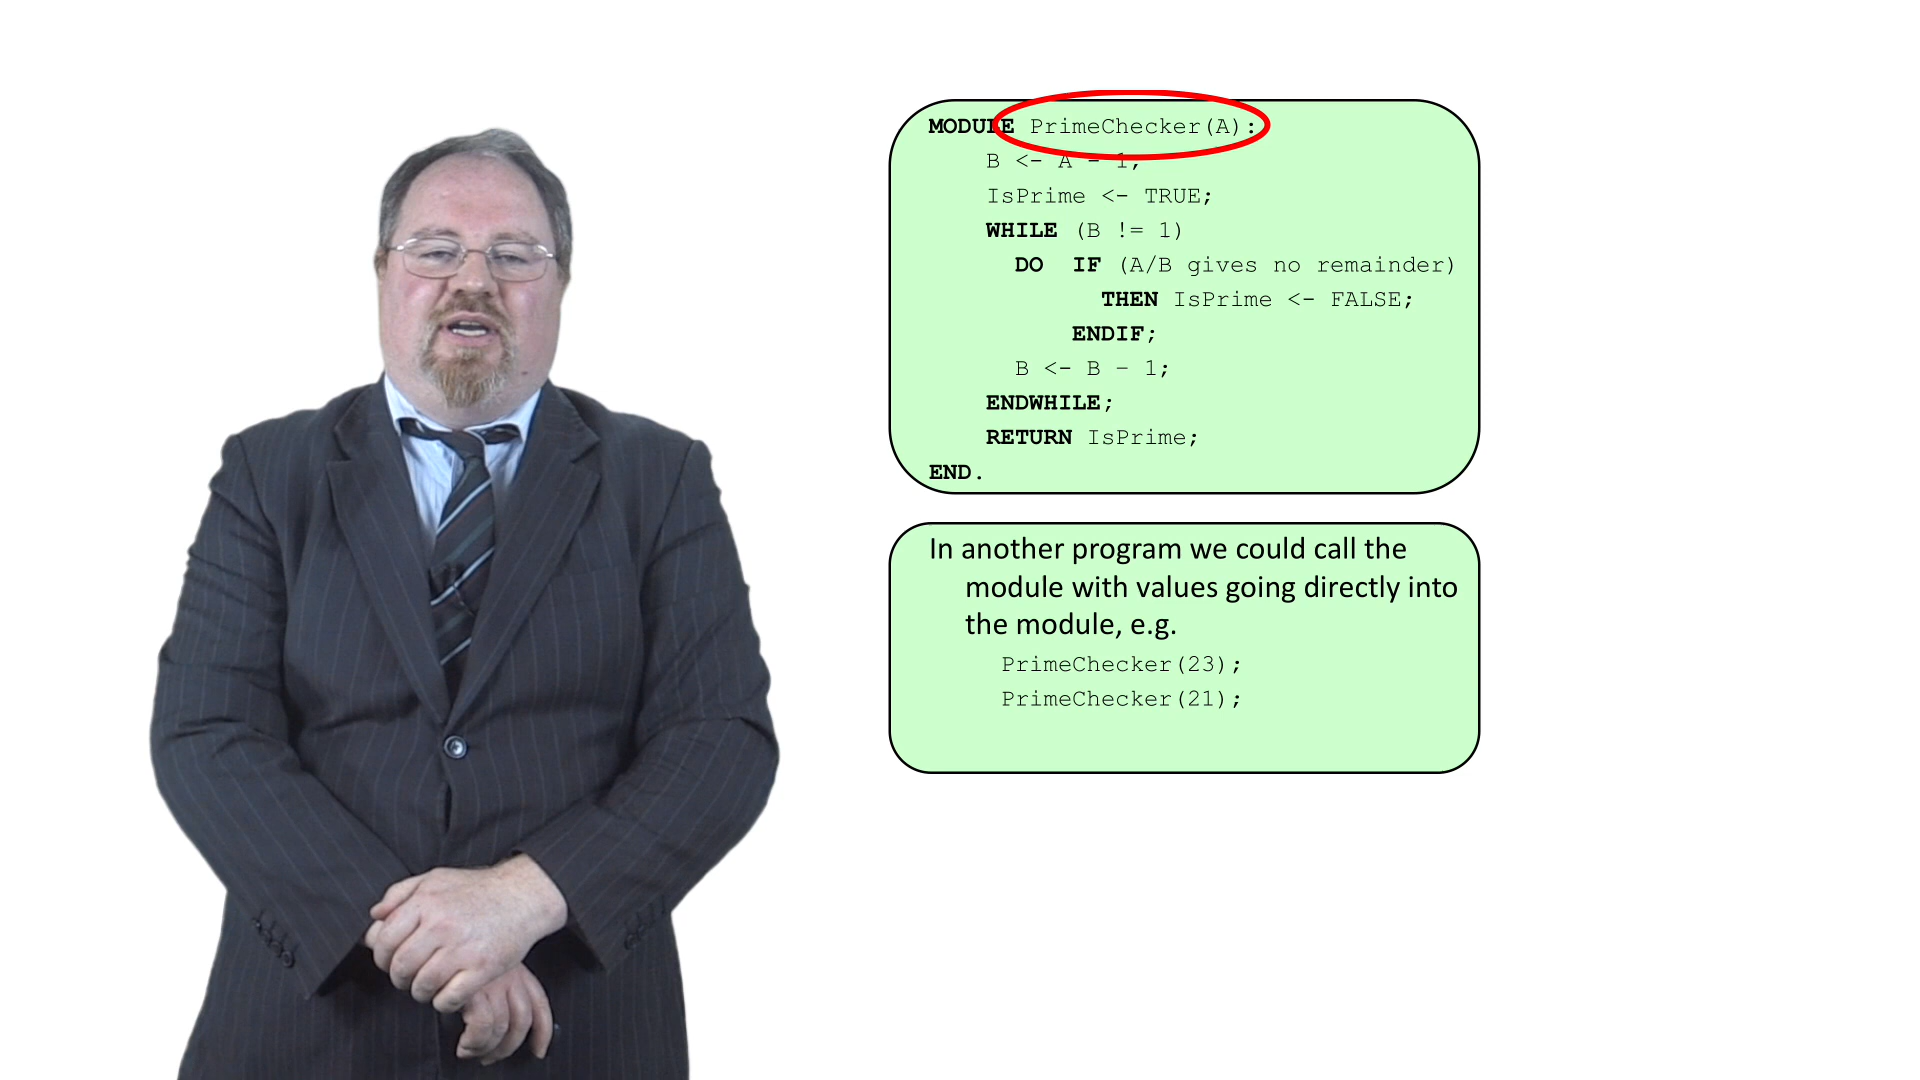 MODULE PrimeChecker(A):
B <- A - 1;
IsPrime <- TRUE;
WHILE (B != 1)
DO IF (A/B gives no remainder)
THEN IsPrime <- FALSE;
ENDIF;
B <- B – 1;
ENDWHILE;
RETURN IsPrime;
END.
In another program we could call the
module with values going directly into
the module, e.g.
PrimeChecker(23);
PrimeChecker(21);